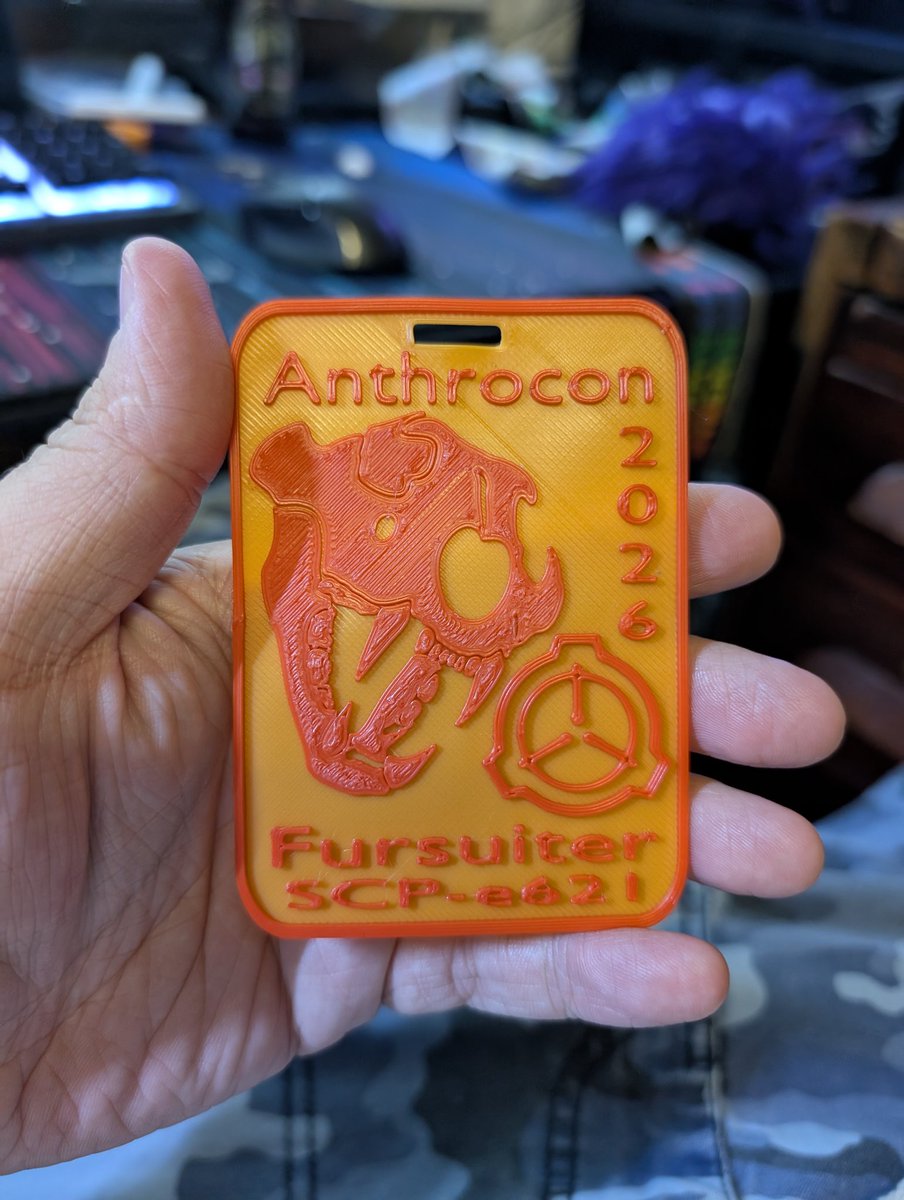 Anthrocon
2026
Fursuiter
SCP-e621